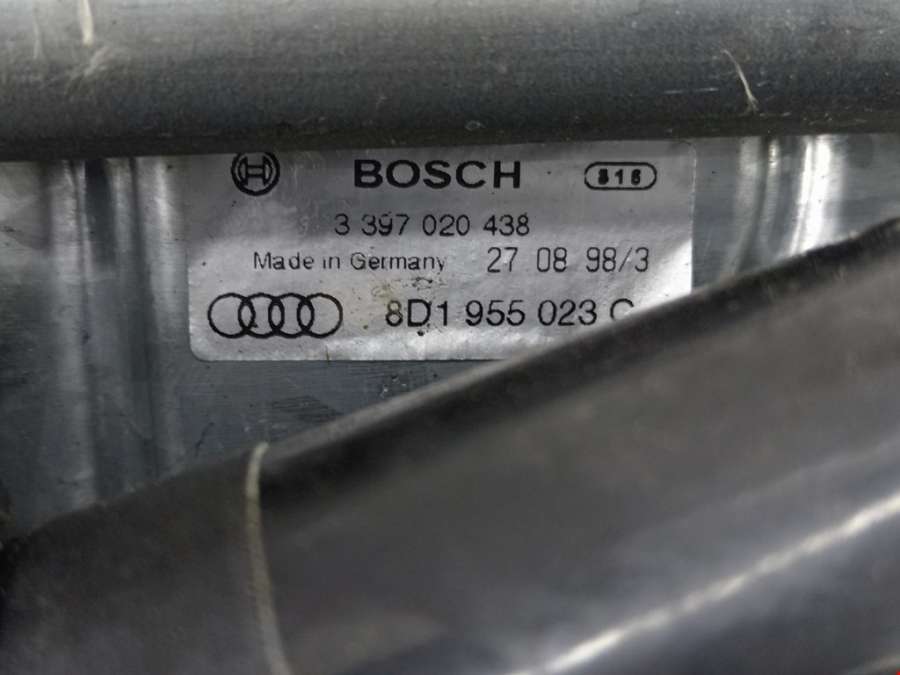 BOSCH 816
3 397 020 438
Made in Germany 27 08 98/3
8D1 955 023